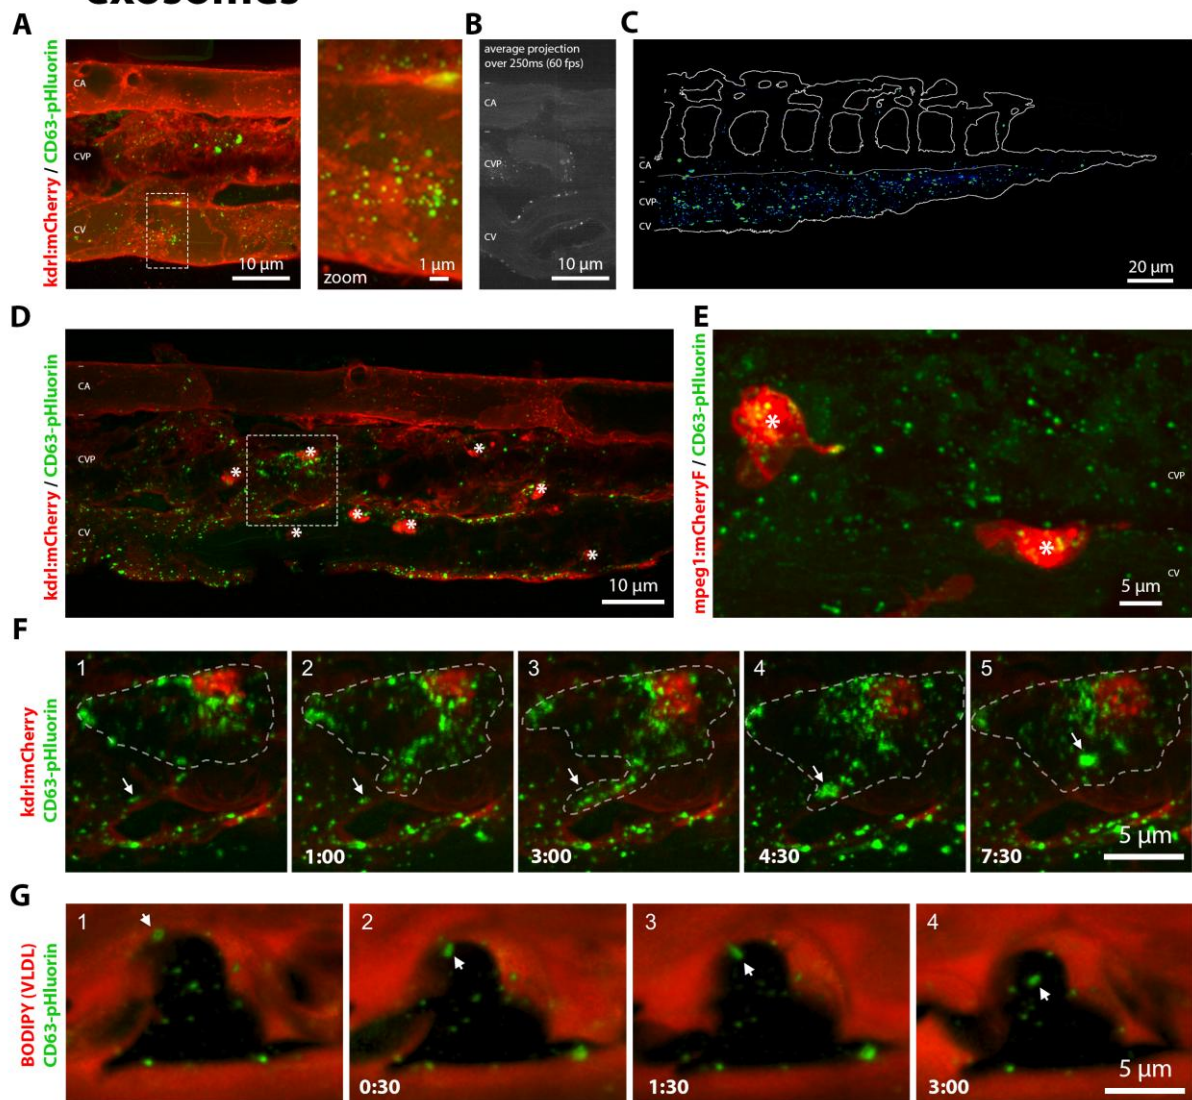 exosomes
A
kdrl:mCherry / CD63-pHluorin
CA
CVP
CV
10 µm
zoom
1 µm
B
average projection
over 250ms (60 fps)
CA
CVP
CV
10 µm
C
CA
CVP
CV
20 µm
D
kdrl:mCherry / CD63-pHluorin
CA
CVP
CV
*
*
*
*
*
*
*
*
10 µm
E
mpeg1:mCherryF / CD63-pHluorin
*
*
CVP
CV
5 µm
F
kdrl:mCherry
CD63-pHluorin
1
2
1:00
3
3:00
4
4:30
5
7:30
5 µm
G
BODIPY (VLDL)
CD63-pHluorin
1
2
0:30
3
1:30
4
3:00
5 µm